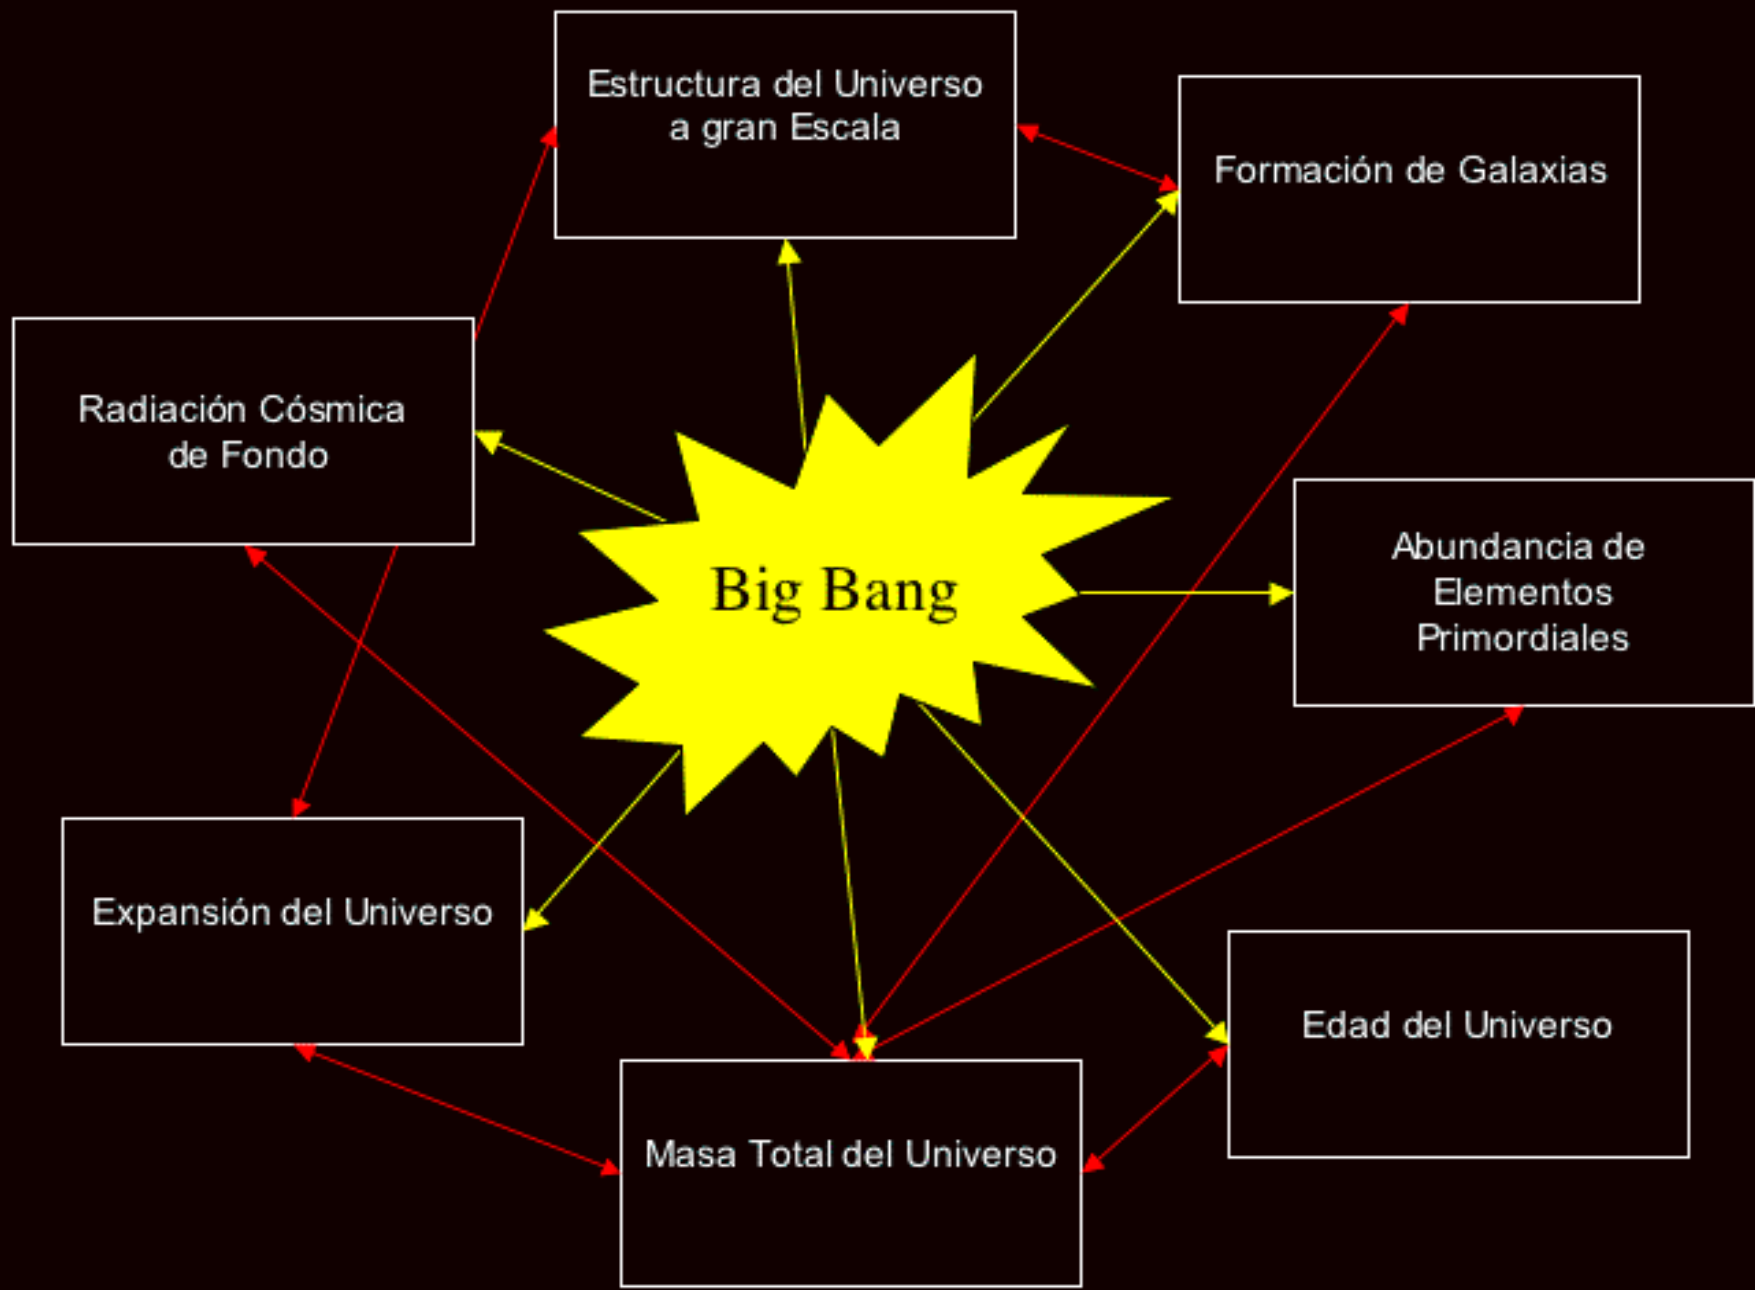 Estructura del Universo
a gran Escala
Formación de Galaxias
Radiación Cósmica
de Fondo
Big Bang
Abundancia de
Elementos
Primordiales
Expansión del Universo
Edad del Universo
Masa Total del Universo